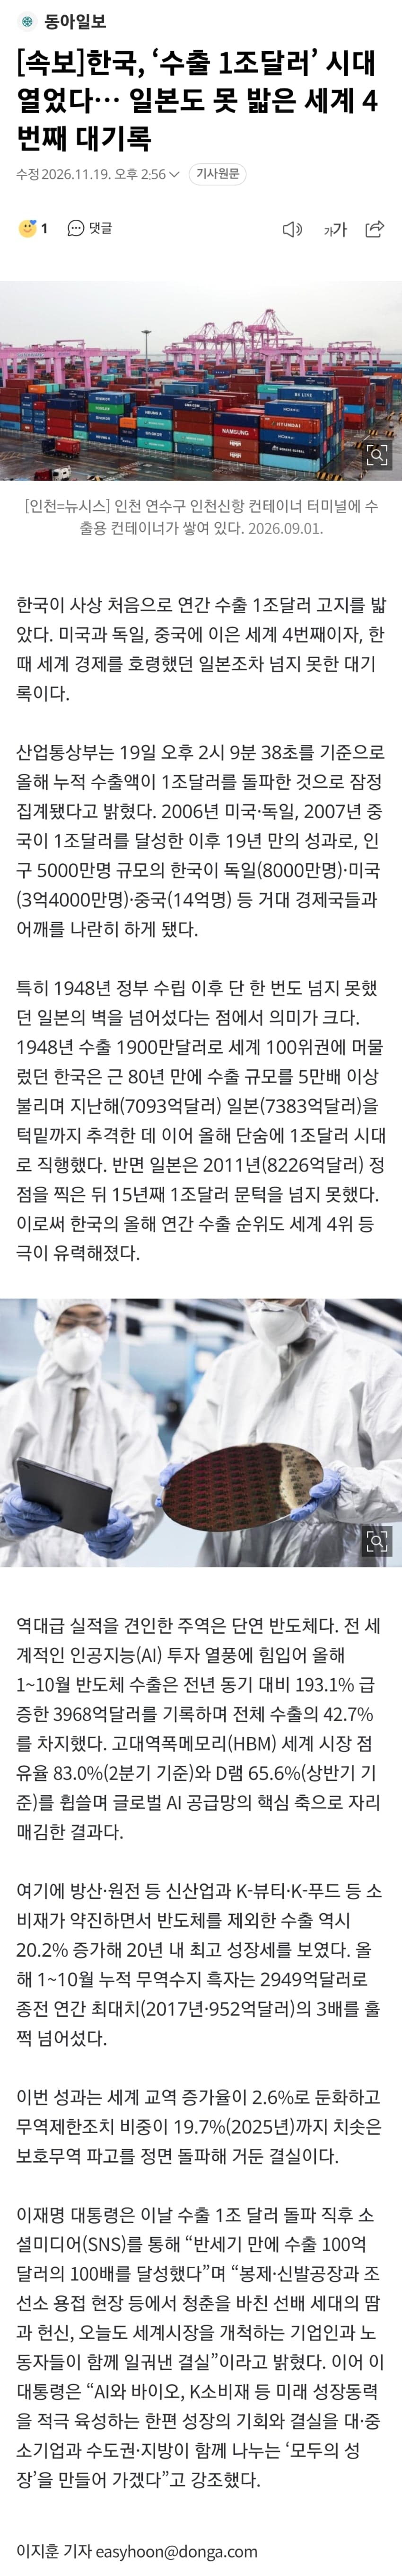 동아일보
[속보]한국, ‘수출 1조달러’ 시대
열었다… 일본도 못 밟은 세계 4
번째 대기록
수정 2026.11.19. 오후 2:56
기사원문
1 댓글
가가
NAMSUNG
HYUNDAI
[인천=뉴시스] 인천 연수구 인천신항 컨테이너 터미널에 수
출용 컨테이너가 쌓여 있다. 2026.09.01.
한국이 사상 처음으로 연간 수출 1조달러 고지를 밟
았다. 미국과 독일, 중국에 이은 세계 4번째이자, 한
때 세계 경제를 호령했던 일본조차 넘지 못한 대기
록이다.
산업통상부는 19일 오후 2시 9분 38초를 기준으로
올해 누적 수출액이 1조달러를 돌파한 것으로 잠정
집계됐다고 밝혔다. 2006년 미국·독일, 2007년 중
국이 1조달러를 달성한 이후 19년 만의 성과로, 인
구 5000만명 규모의 한국이 독일(8000만명)·미국
(3억4000만명)·중국(14억명) 등 거대 경제국들과
어깨를 나란히 하게 됐다.
특히 1948년 정부 수립 이후 단 한 번도 넘지 못했
던 일본의 벽을 넘어섰다는 점에서 의미가 크다.
1948년 수출 1900만달러로 세계 100위권에 머물
렀던 한국은 근 80년 만에 수출 규모를 5만배 이상
불리며 지난해(7093억달러) 일본(7383억달러)을
턱밑까지 추격한 데 이어 올해 단숨에 1조달러 시대
로 직행했다. 반면 일본은 2011년(8226억달러) 정
점을 찍은 뒤 15년째 1조달러 문턱을 넘지 못했다.
이로써 한국의 올해 연간 수출 순위도 세계 4위 등
극이 유력해졌다.
역대급 실적을 견인한 주역은 단연 반도체다. 전 세
계적인 인공지능(AI) 투자 열풍에 힘입어 올해
1~10월 반도체 수출은 전년 동기 대비 193.1% 급
증한 3968억달러를 기록하며 전체 수출의 42.7%
를 차지했다. 고대역폭메모리(HBM) 세계 시장 점
유율 83.0%(2분기 기준)와 D램 65.6%(상반기 기
준)를 휩쓸며 글로벌 AI 공급망의 핵심 축으로 자리
매김한 결과다.
여기에 방산·원전 등 신산업과 K-뷰티·K-푸드 등 소
비재가 약진하면서 반도체를 제외한 수출 역시
20.2% 증가해 20년 내 최고 성장세를 보였다. 올
해 1~10월 누적 무역수지 흑자는 2949억달러로
종전 연간 최대치(2017년·952억달러)의 3배를 훌
쩍 넘어섰다.
이번 성과는 세계 교역 증가율이 2.6%로 둔화하고
무역제한조치 비중이 19.7%(2025년)까지 치솟은
보호무역 파고를 정면 돌파해 거둔 결실이다.
이재명 대통령은 이날 수출 1조 달러 돌파 직후 소
셜미디어(SNS)를 통해 “반세기 만에 수출 100억
달러의 100배를 달성했다”며 “봉제·신발공장과 조
선소 용접 현장 등에서 청춘을 바친 선배 세대의 땀
과 헌신, 오늘도 세계시장을 개척하는 기업인과 노
동자들이 함께 일궈낸 결실”이라고 밝혔다. 이어 이
대통령은 “AI와 바이오, K소비재 등 미래 성장동력
을 적극 육성하는 한편 성장의 기회와 결실을 대·중
소기업과 수도권·지방이 함께 나누는 ‘모두의 성
장’을 만들어 가겠다”고 강조했다.
이지훈 기자 easyhoon@donga.com